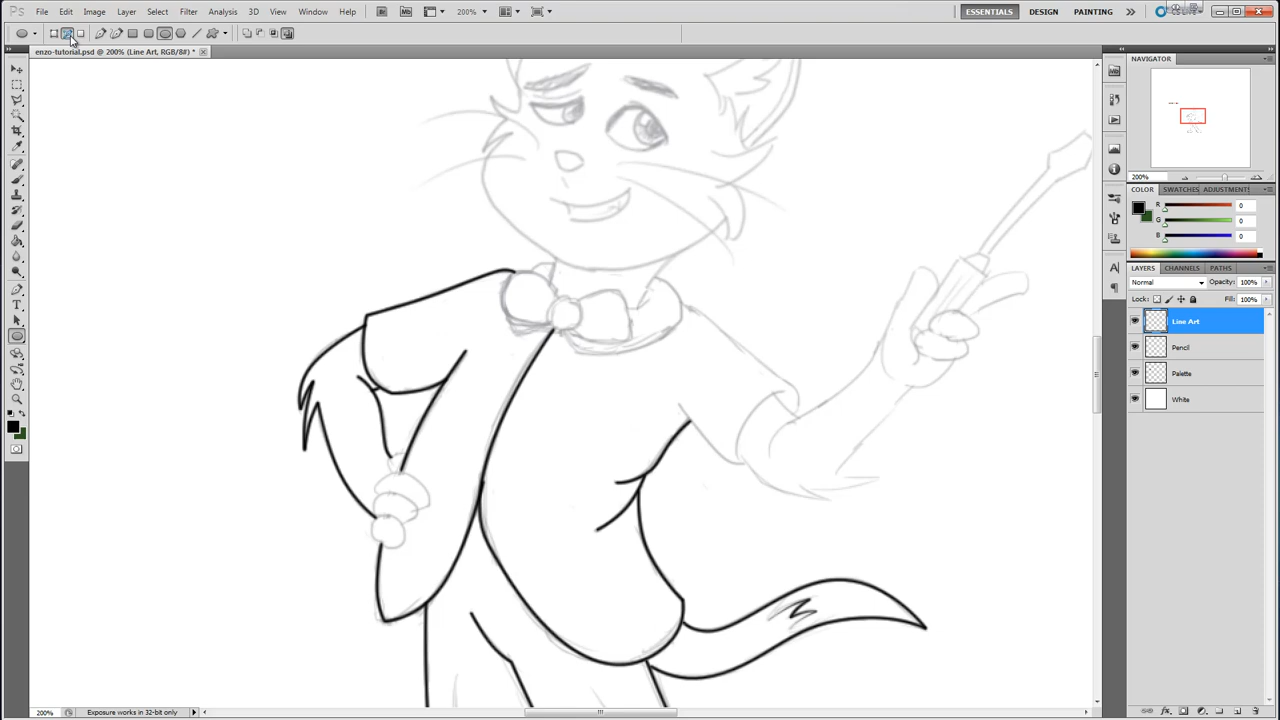 File Edit Image Layer Select Filter Analysis 3D View Window Help Mb 200% ESSENTIALS DESIGN PAINTING
enzo-tutorial.psd @ 200% (Line Art, RGB/8#) *
NAVIGATOR
200%
COLOR SWATCHES ADJUSTMENTS
R 0
G 0
B 0
LAYERS CHANNELS PATHS
Normal Opacity: 100%
Lock: Fill: 100%
Line Art
Pencil
Palette
White
200% Exposure works in 32-bit only